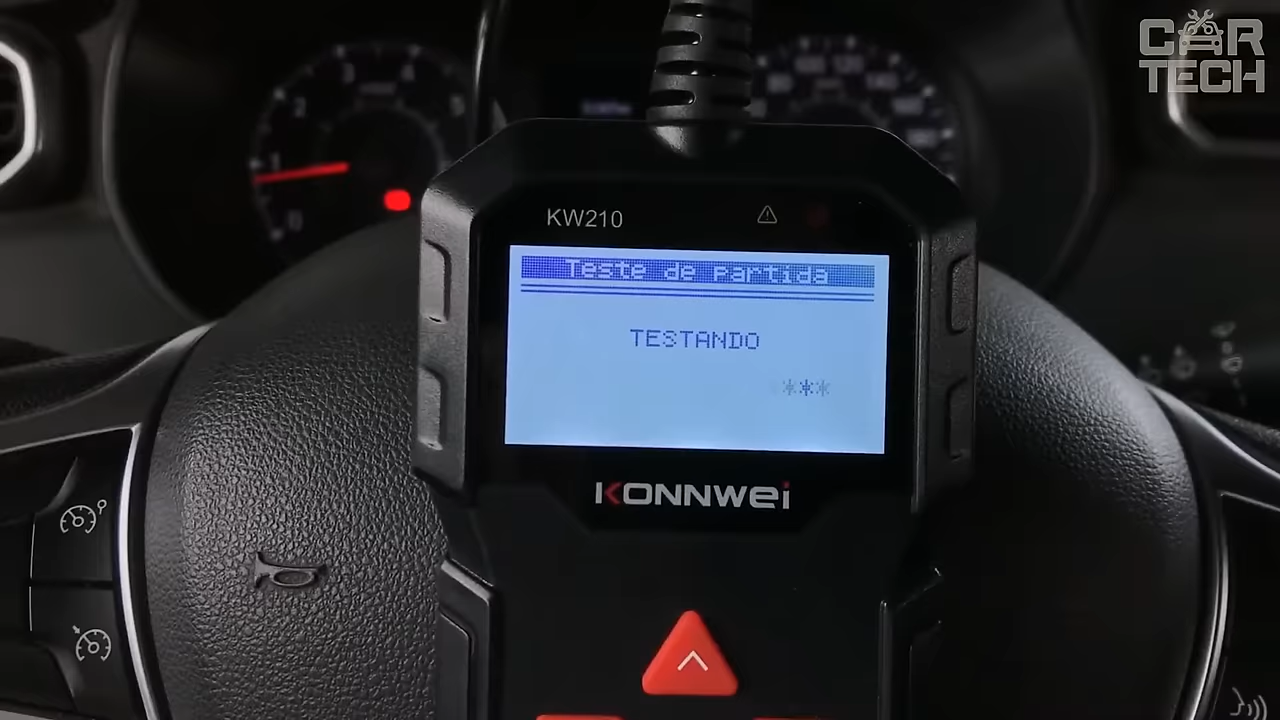 CAR
TECH
KW210
Teste de partida
TESTANDO
***
KONNWEI